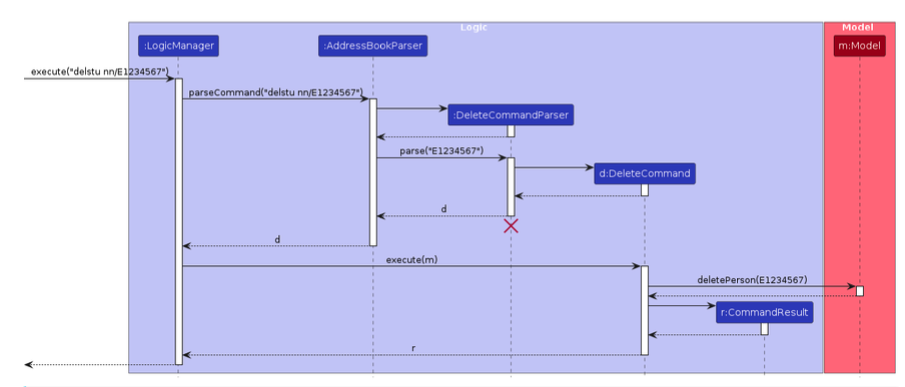 Logic
Model
:LogicManager
:AddressBookParser
m:Model
execute("delstu nn/E1234567")
parseCommand("delstu nn/E1234567")
:DeleteCommandParser
parse("E1234567")
d:DeleteCommand
d
d
execute(m)
deletePerson(E1234567)
r:CommandResult
r